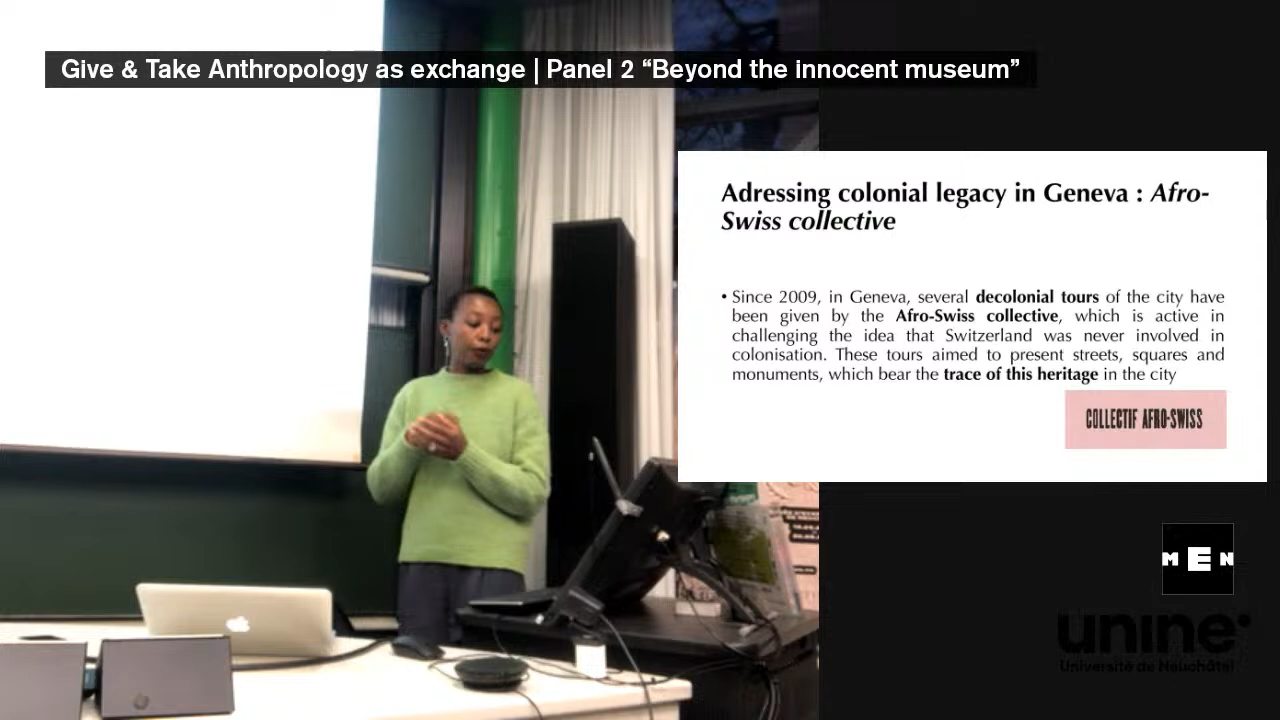 Give & Take Anthropology as exchange | Panel 2 “Beyond the innocent museum”
Adressing colonial legacy in Geneva : Afro-
Swiss collective
• Since 2009, in Geneva, several decolonial tours of the city have
been given by the Afro-Swiss collective, which is active in
challenging the idea that Switzerland was never involved in
colonisation. These tours aimed to present streets, squares and
monuments, which bear the trace of this heritage in the city
COLLECTIF AFRO-SWISS
MEN
unine
Université de Neuchâtel